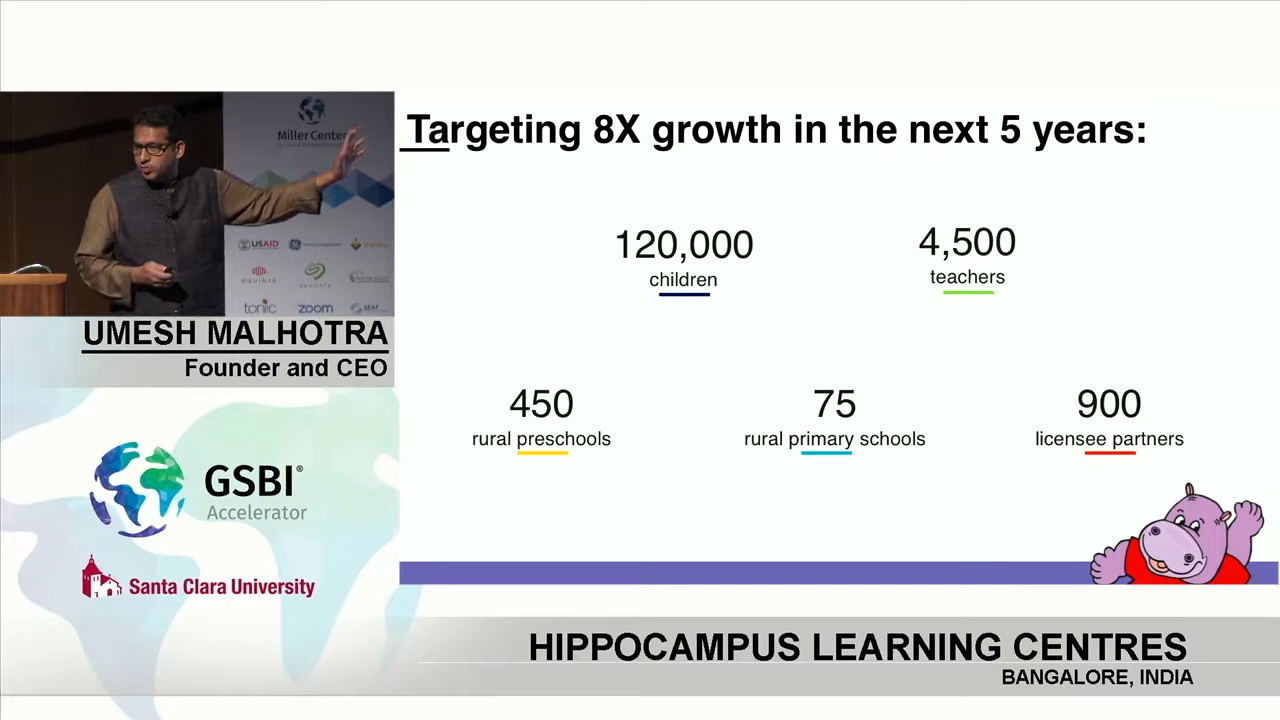 Targeting 8X growth in the next 5 years:
120,000
children
4,500
teachers
450
rural preschools
75
rural primary schools
900
licensee partners
Miller Center
USAID
EQUINIX
toniic
zoom
UMESH MALHOTRA
Founder and CEO
GSBI®
Accelerator
Santa Clara University
HIPPOCAMPUS LEARNING CENTRES
BANGALORE, INDIA